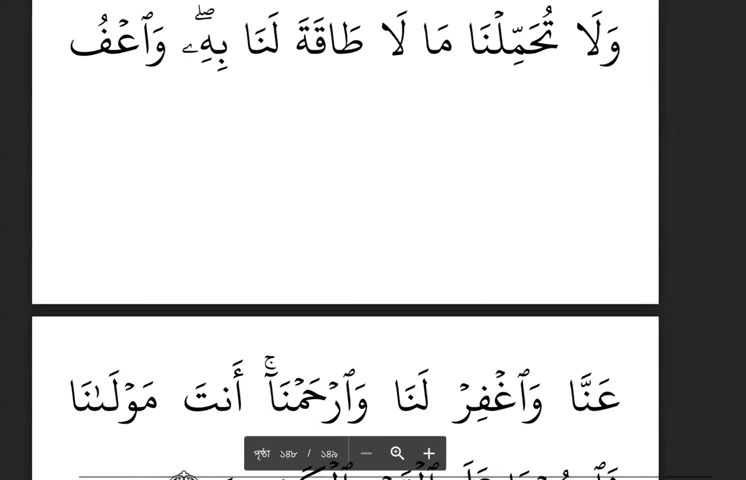 وَلَا تُحَمِّلۡنَا مَا لَا طَاقَةَ لَنَا بِهِۦۖ وَٱعۡفُ
عَنَّا وَٱغۡفِرۡ لَنَا وَٱرۡحَمۡنَآۚ أَنتَ مَوۡلَىٰنَا
পৃষ্ঠা ১৪৮ / ১৪৯